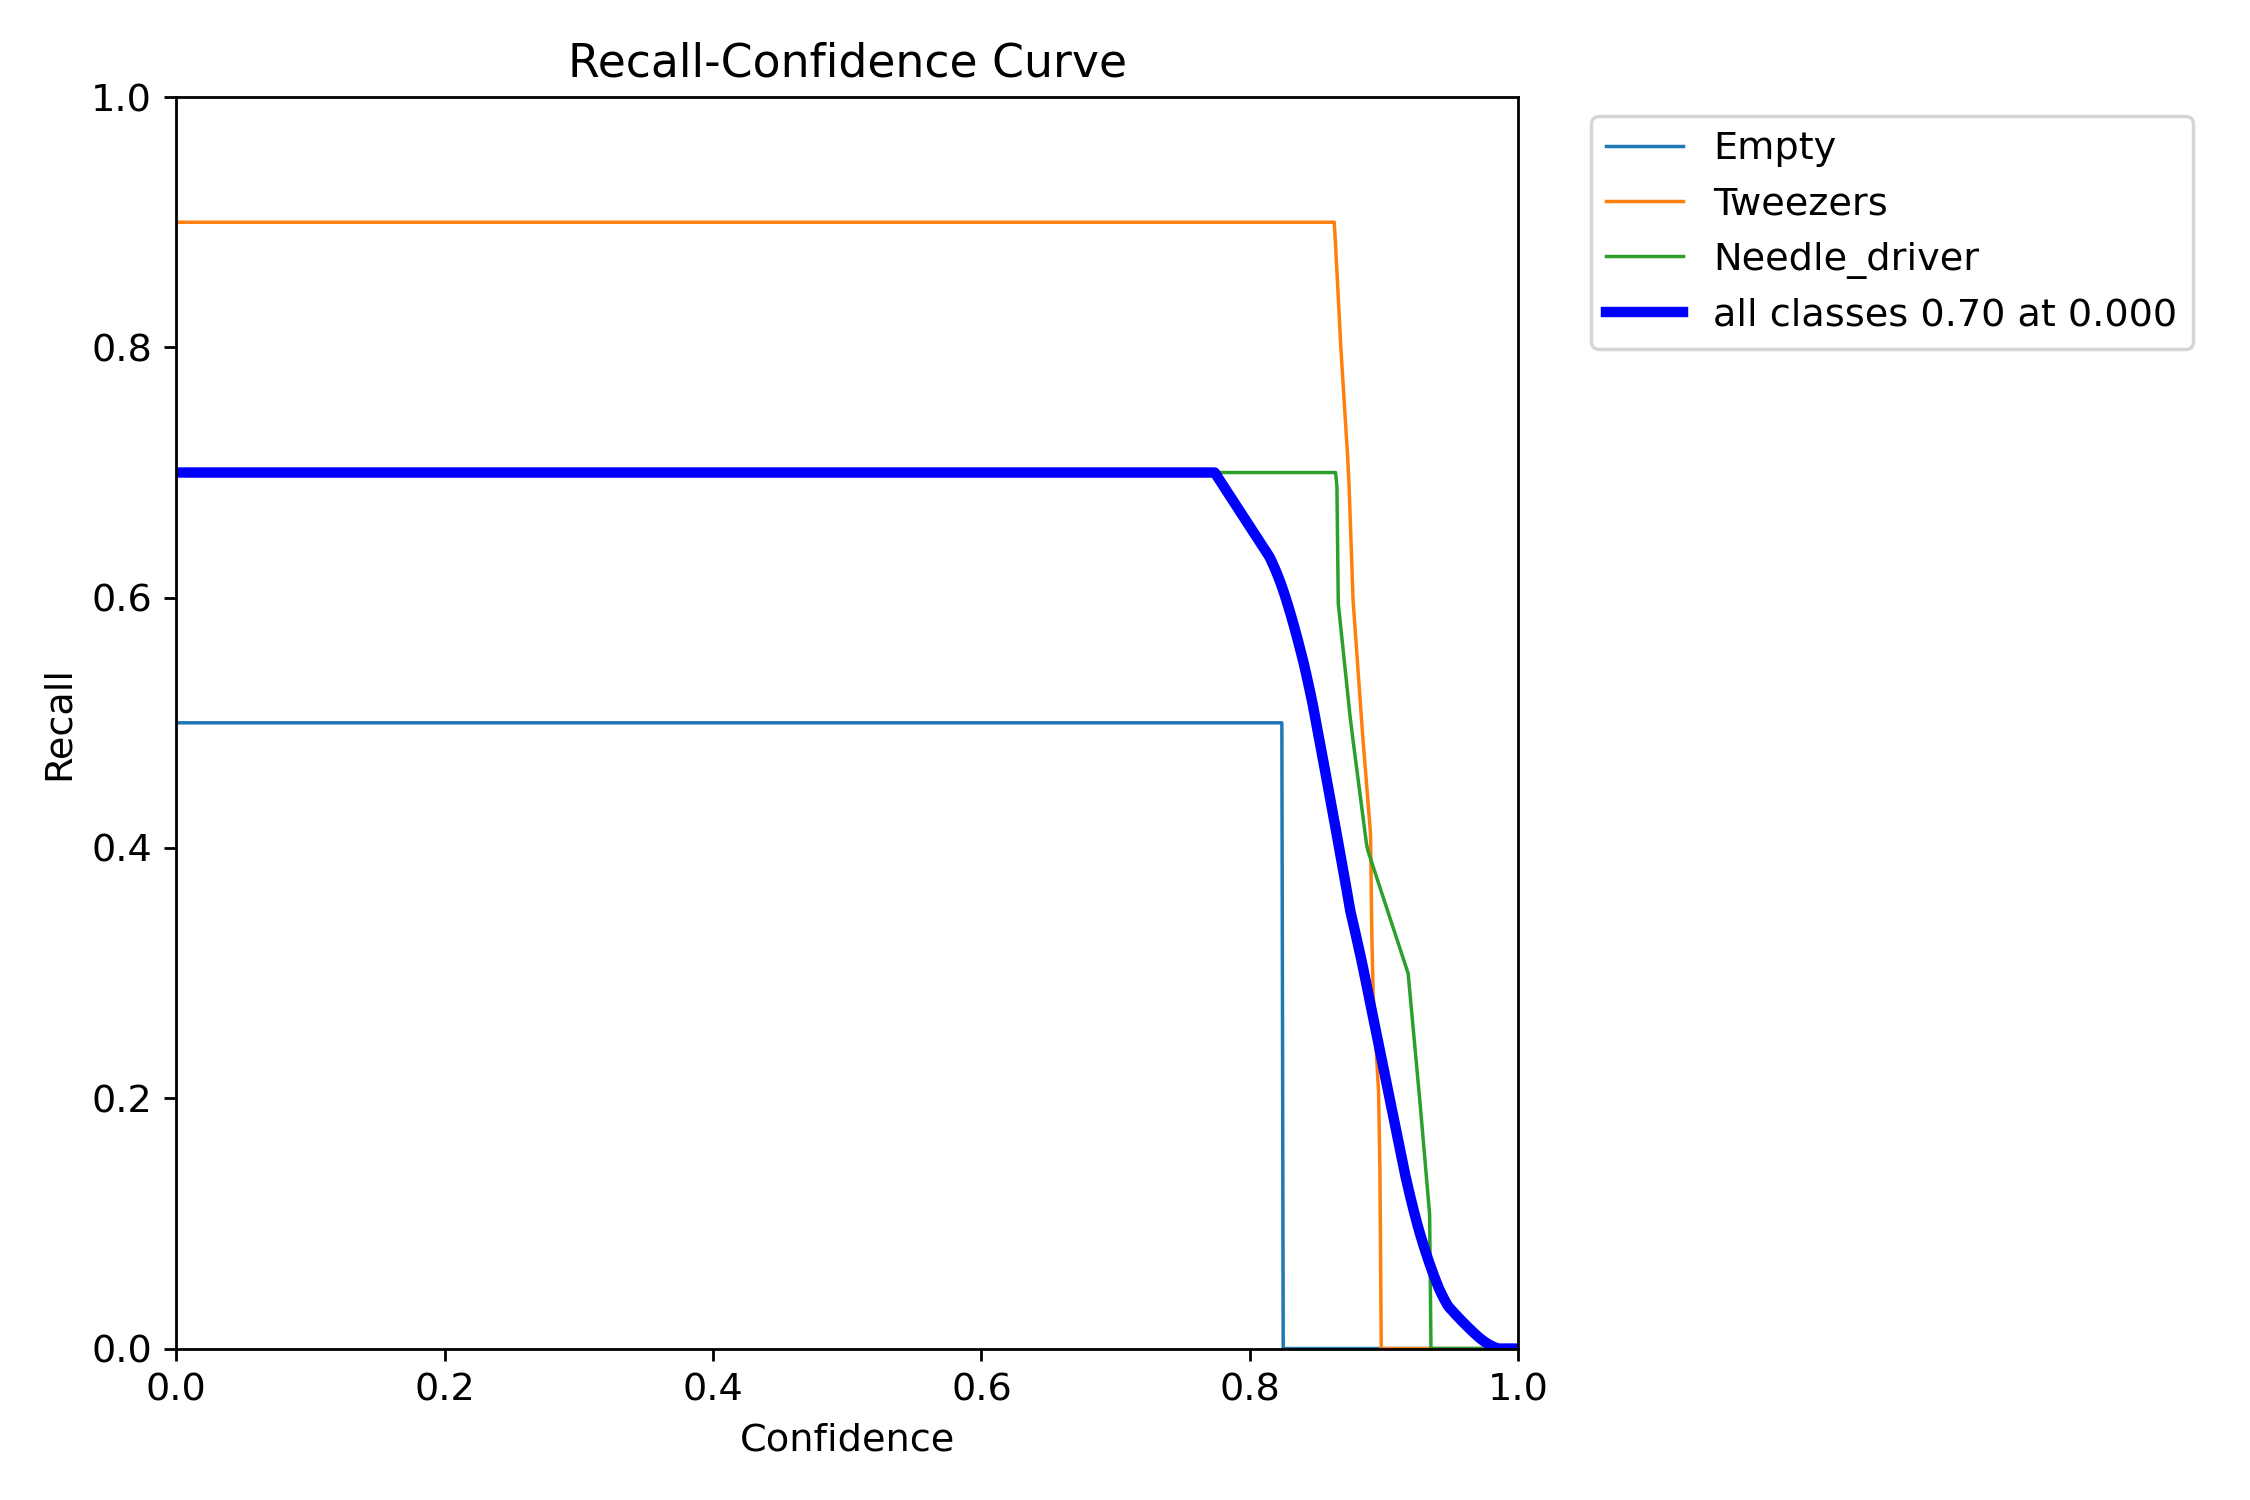 Recall-Confidence Curve
1.0
0.8
0.6
0.4
0.2
0.0
Recall
0.0 0.2 0.4 0.6 0.8 1.0
Confidence
Empty
Tweezers
Needle_driver
all classes 0.70 at 0.000